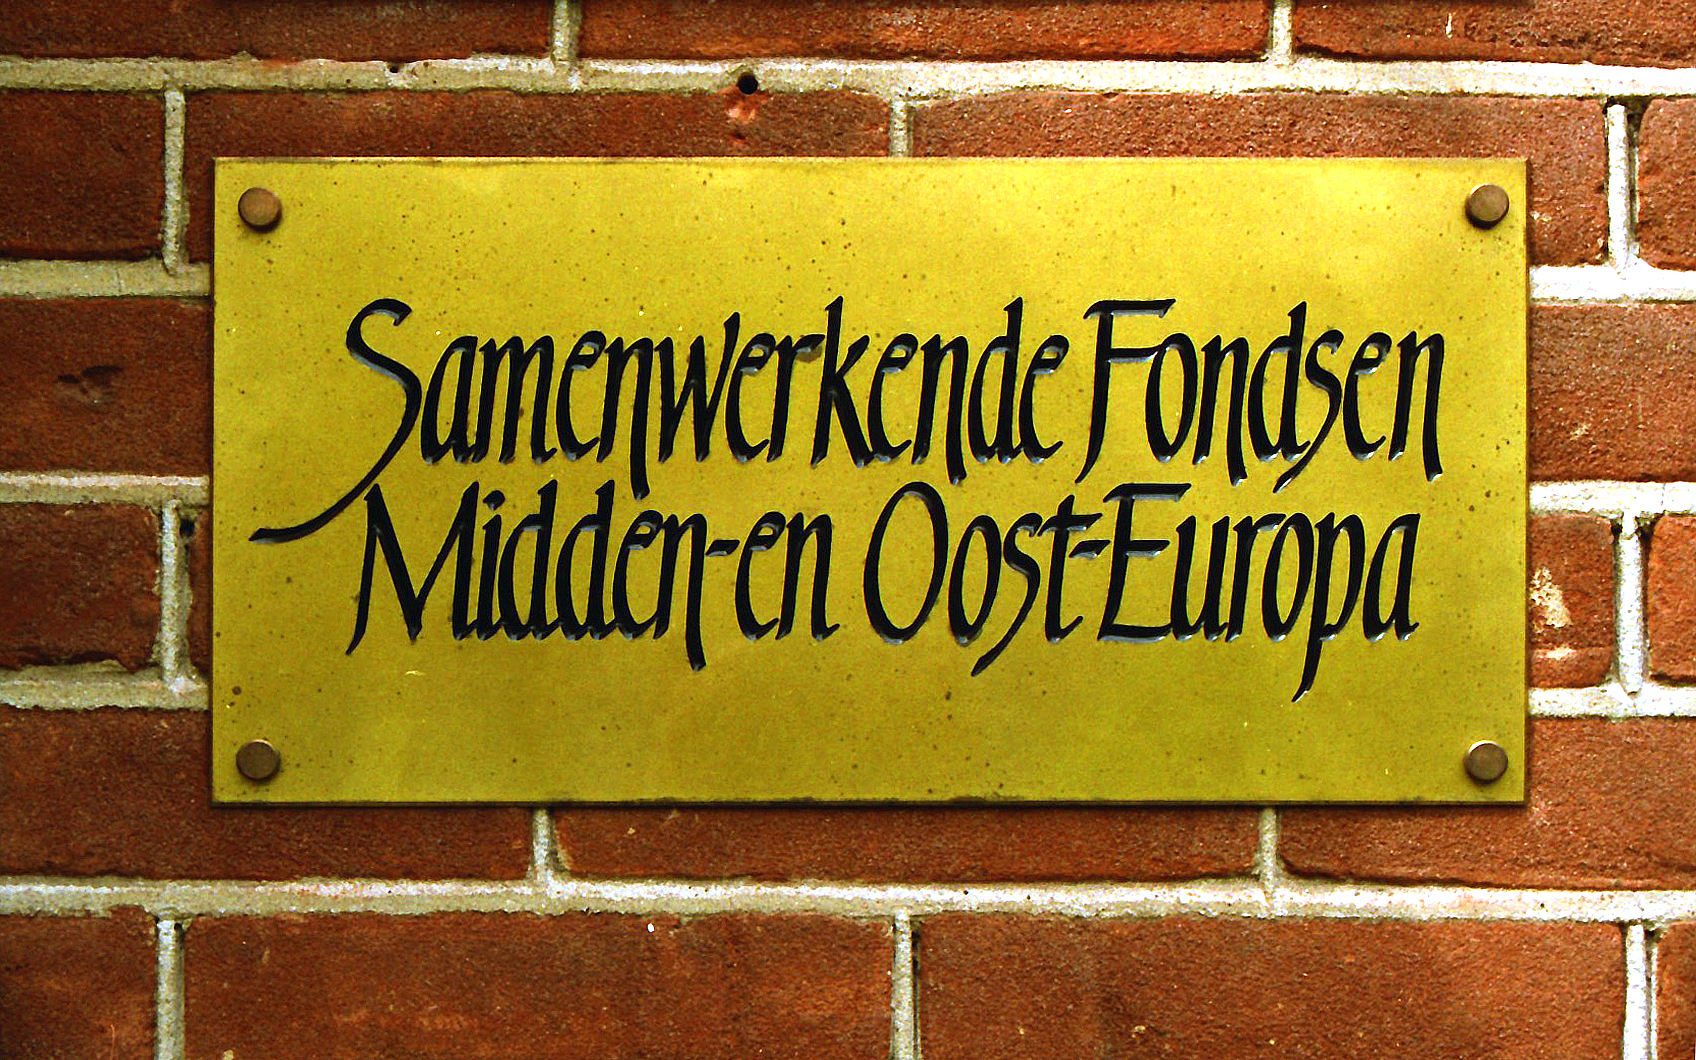 Samenwerkende Fondsen
Midden-en Oost-Europa